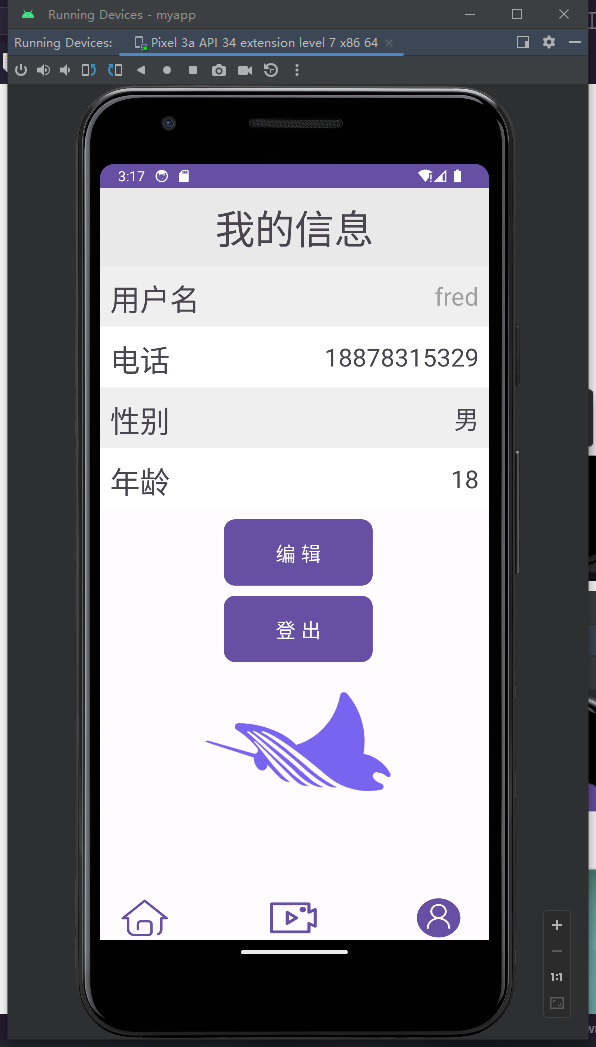 Running Devices - myapp
Running Devices: Pixel 3a API 34 extension level 7 x86 64
3:17
我的信息
用户名 fred
电话 18878315329
性别 男
年龄 18
编 辑
登 出
1:1